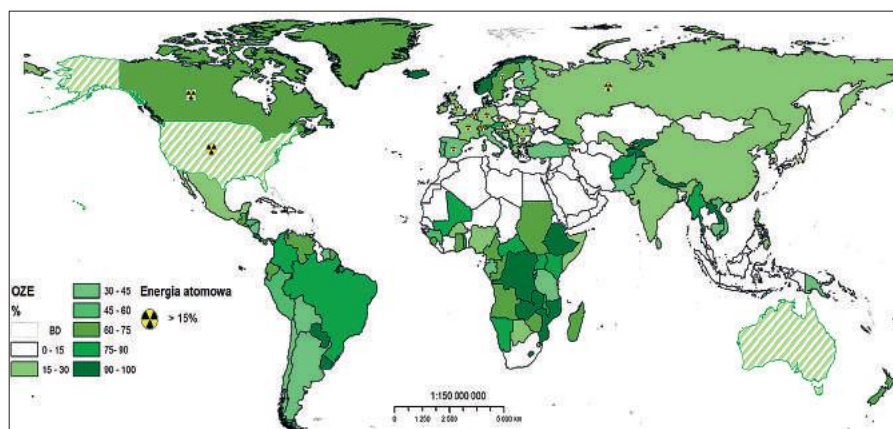 OZE
%
BD
0 - 15
15 - 30
30 - 45
45 - 60
60 - 75
75- 90
90 - 100
Energia atomowa
> 15%
1:150 000 000
0 1 250 2 500 5 000 km